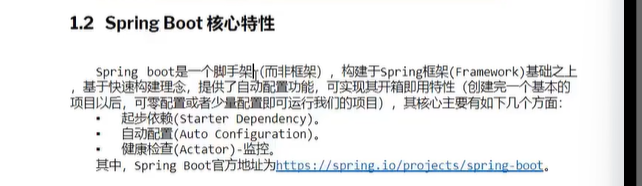 1.2 Spring Boot 核心特性
Spring boot是一个脚手架(而非框架)，构建于Spring框架(Framework)基础之上
，基于快速构建理念，提供了自动配置功能，可实现其开箱即用特性（创建完一个基本的
项目以后，可零配置或者少量配置即可运行我们的项目），其核心主要有如下几个方面：
• 起步依赖(Starter Dependency)。
• 自动配置(Auto Configuration)。
• 健康检查(Actator)-监控。
其中，Spring Boot官方地址为https://spring.io/projects/spring-boot。